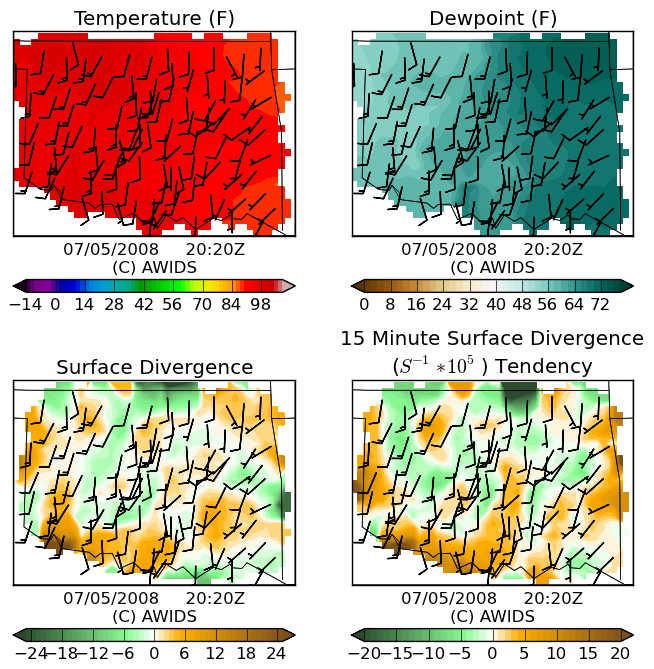 Temperature (F)
Dewpoint (F)
07/05/2008 20:20Z
(C) AWIDS
07/05/2008 20:20Z
(C) AWIDS
−14 0 14 28 42 56 70 84 98
0 8 16 24 32 40 48 56 64 72
Surface Divergence
15 Minute Surface Divergence
(S⁻¹ *10⁵ ) Tendency
07/05/2008 20:20Z
(C) AWIDS
07/05/2008 20:20Z
(C) AWIDS
−24 −18 −12 −6 0 6 12 18 24
−20 −15 −10 −5 0 5 10 15 20